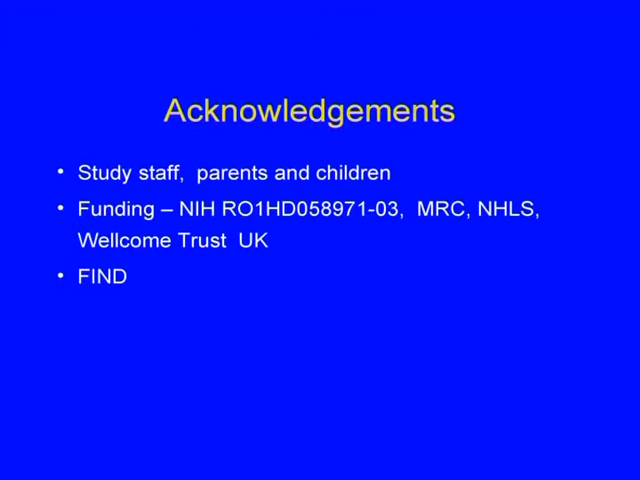 Acknowledgements
• Study staff,  parents and children
• Funding – NIH RO1HD058971-03,  MRC, NHLS,
Wellcome Trust  UK
• FIND